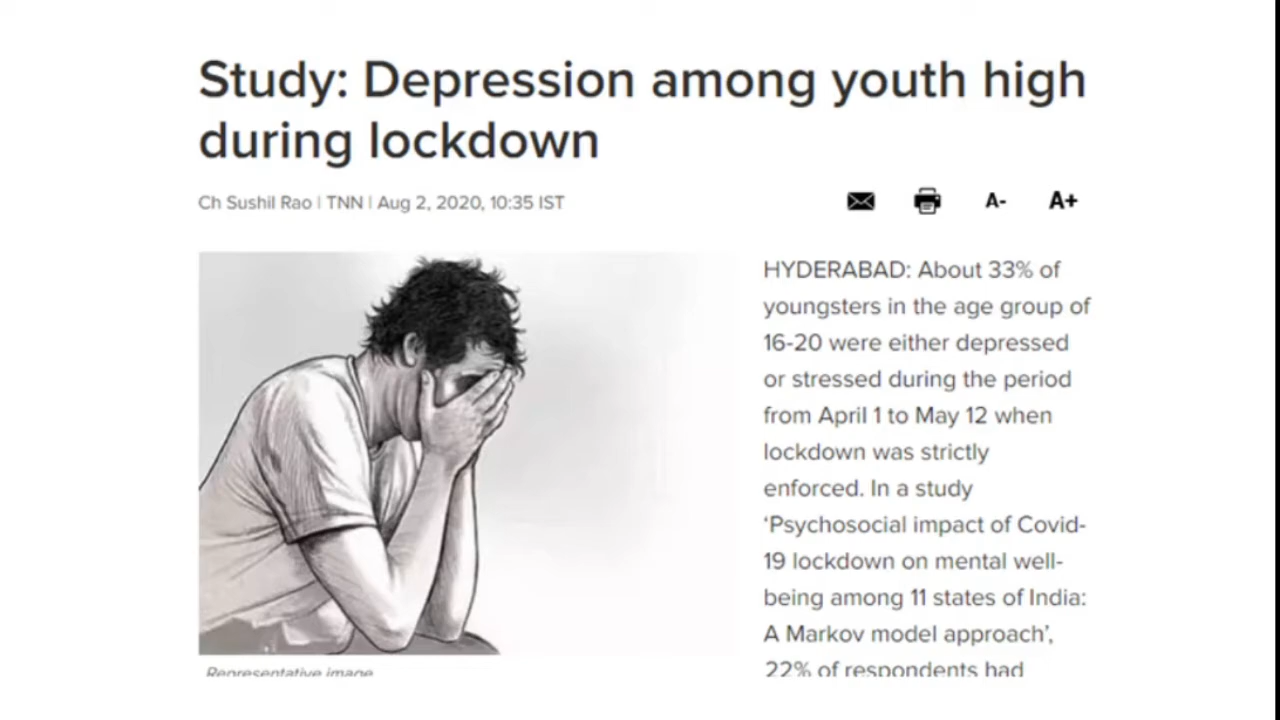 Study: Depression among youth high
during lockdown
Ch Sushil Rao | TNN | Aug 2, 2020, 10:35 IST
A-
A+
HYDERABAD: About 33% of
youngsters in the age group of
16-20 were either depressed
or stressed during the period
from April 1 to May 12 when
lockdown was strictly
enforced. In a study
‘Psychosocial impact of Covid-
19 lockdown on mental well-
being among 11 states of India:
A Markov model approach’,
22% of respondents had
Representative image